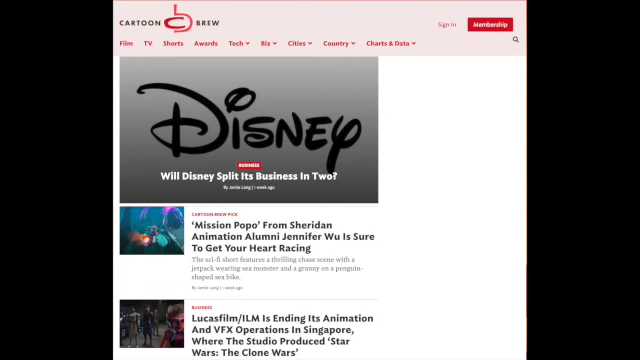 CARTOON BREW
Sign In
Membership
Film TV Shorts Awards Tech Biz Cities Country Charts & Data
Disney
BUSINESS
Will Disney Split Its Business In Two?
By Jamie Lang | 1 week ago
CARTOON BREW PICK
‘Mission Popo’ From Sheridan
Animation Alumni Jennifer Wu Is Sure
To Get Your Heart Racing
The sci-fi short features a thrilling chase scene with a
jetpack wearing sea monster and a granny on a penguin-
shaped sea bike.
By Jamie Lang | 1 week ago
BUSINESS
Lucasfilm/ILM Is Ending Its Animation
And VFX Operations In Singapore,
Where The Studio Produced ‘Star
Wars: The Clone Wars’